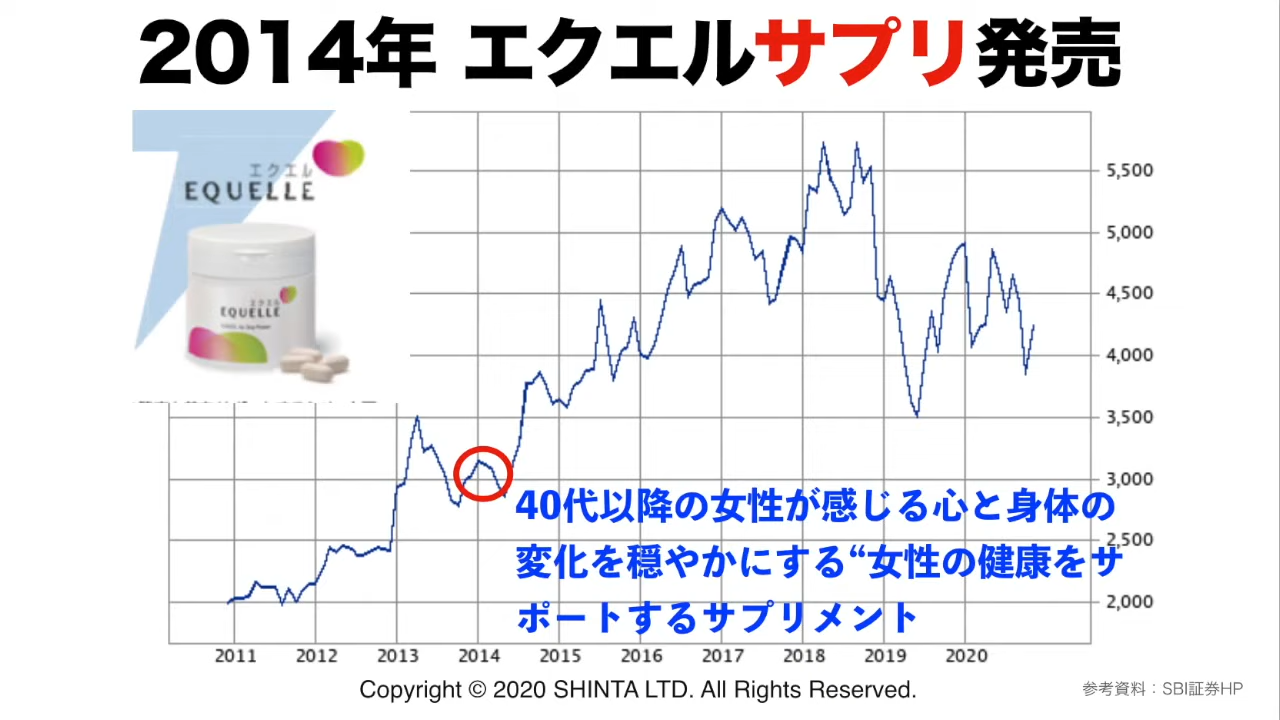 2014年 エクエルサプリ発売
エクエル
EQUELLE
エクエル
EQUELLE
5,500
5,000
4,500
4,000
3,500
3,000
2,500
2,000
40代以降の女性が感じる心と身体の
変化を穏やかにする“女性の健康をサ
ポートするサプリメント
2011 2012 2013 2014 2015 2016 2017 2018 2019 2020
Copyright © 2020 SHINTA LTD. All Rights Reserved.
参考資料：SBI証券HP